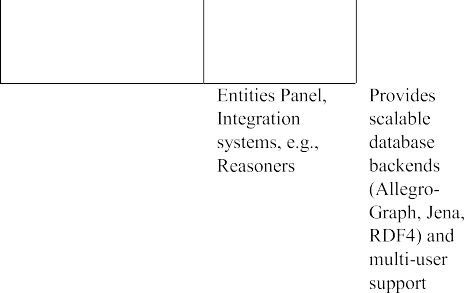 Entities Panel,
Integration
systems, e.g.,
Reasoners
Provides
scalable
database
backends
(Allegro-
Graph, Jena,
RDF4) and
multi-user
support